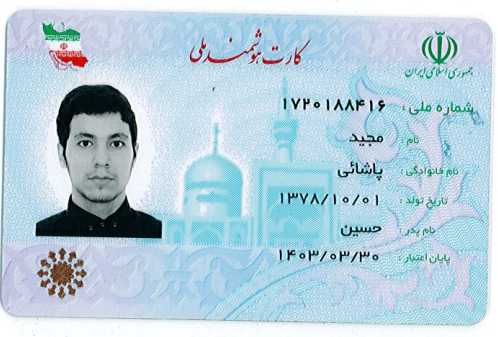 کارت هوشمند ملی
جمهوری اسلامی ایران
شماره ملی : ۱۷۲۰۱۸۸۴۱۶
نام : مجید
نام خانوادگی : پاشائی
تاریخ تولد : ۱۳۷۸/۱۰/۰۱
نام پدر : حسین
پایان اعتبار : ۱۴۰۳/۰۳/۳۰